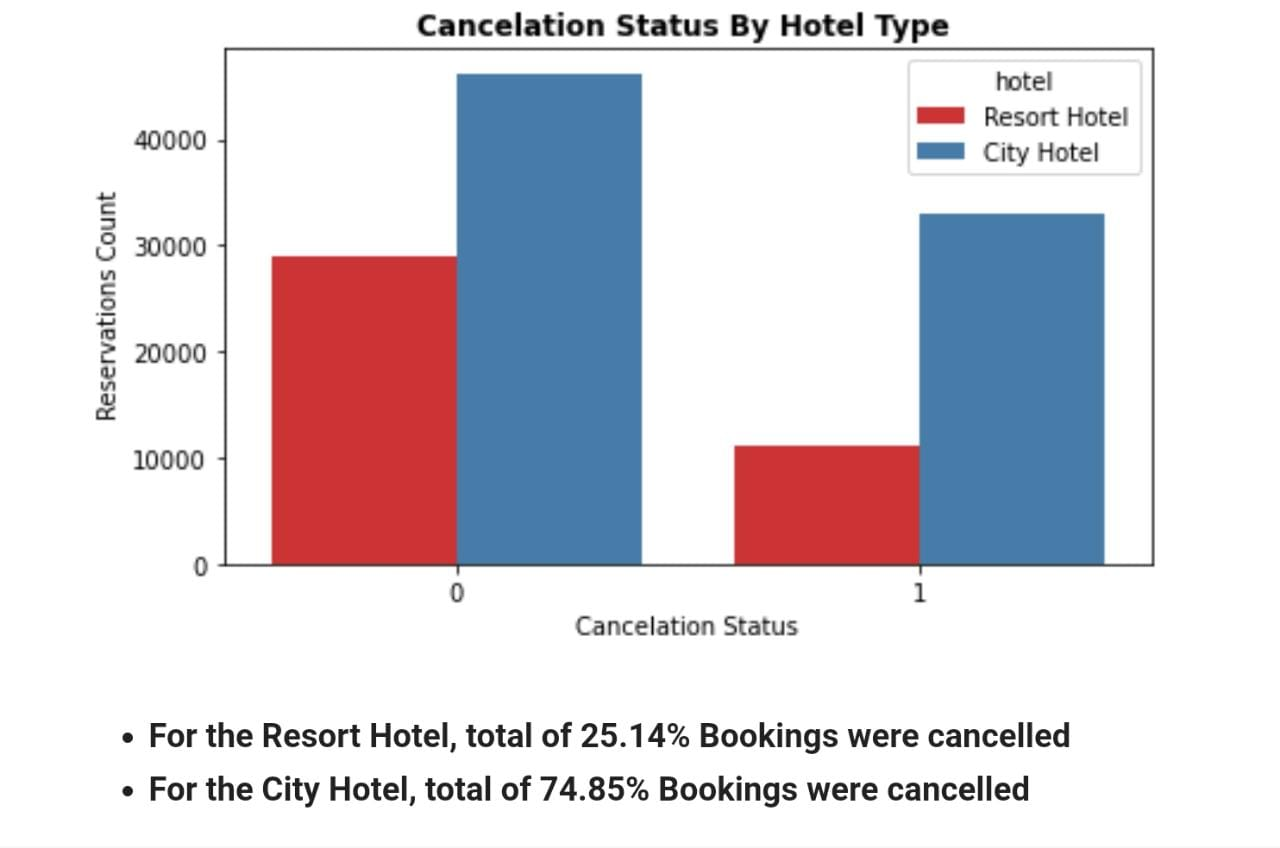 Cancelation Status By Hotel Type
hotel
Resort Hotel
City Hotel
Reservations Count
40000
30000
20000
10000
0
0 1
Cancelation Status
• For the Resort Hotel, total of 25.14% Bookings were cancelled
• For the City Hotel, total of 74.85% Bookings were cancelled